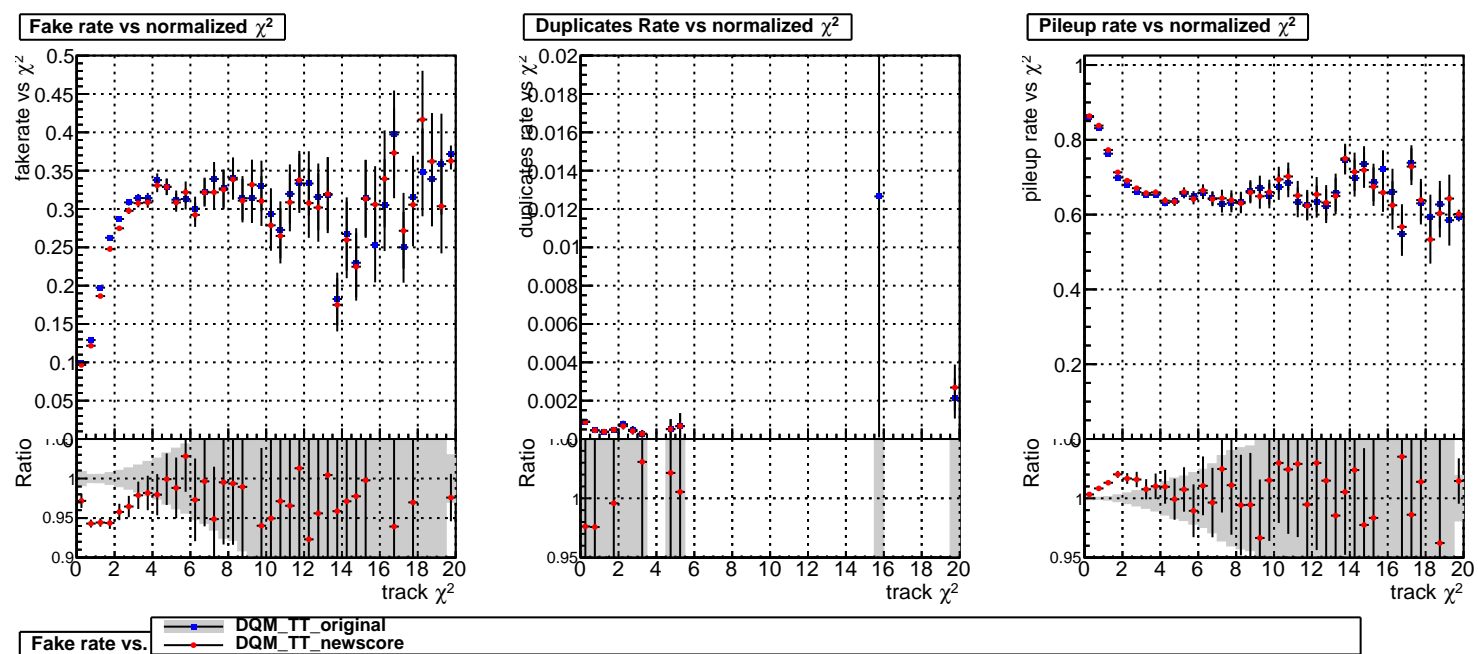 Fake rate vs normalized χ²
fakerate vs χ²
0.5
0.45
0.4
0.35
0.3
0.25
0.2
0.15
0.1
0.05
0
Ratio
1
0.95
0.9
0 2 4 6 8 10 12 14 16 18 20
track χ²
Duplicates Rate vs normalized χ²
duplicates rate vs χ²
0.02
0.018
0.016
0.014
0.012
0.01
0.008
0.006
0.004
0.002
0
Ratio
1
0.95
0 2 4 6 8 10 12 14 16 18 20
track χ²
Pileup rate vs normalized χ²
pileup rate vs χ²
1
0.8
0.6
0.4
0.2
0
Ratio
1
0.95
0 2 4 6 8 10 12 14 16 18 20
track χ²
Fake rate vs.
DQM_TT_original
DQM_TT_newscore